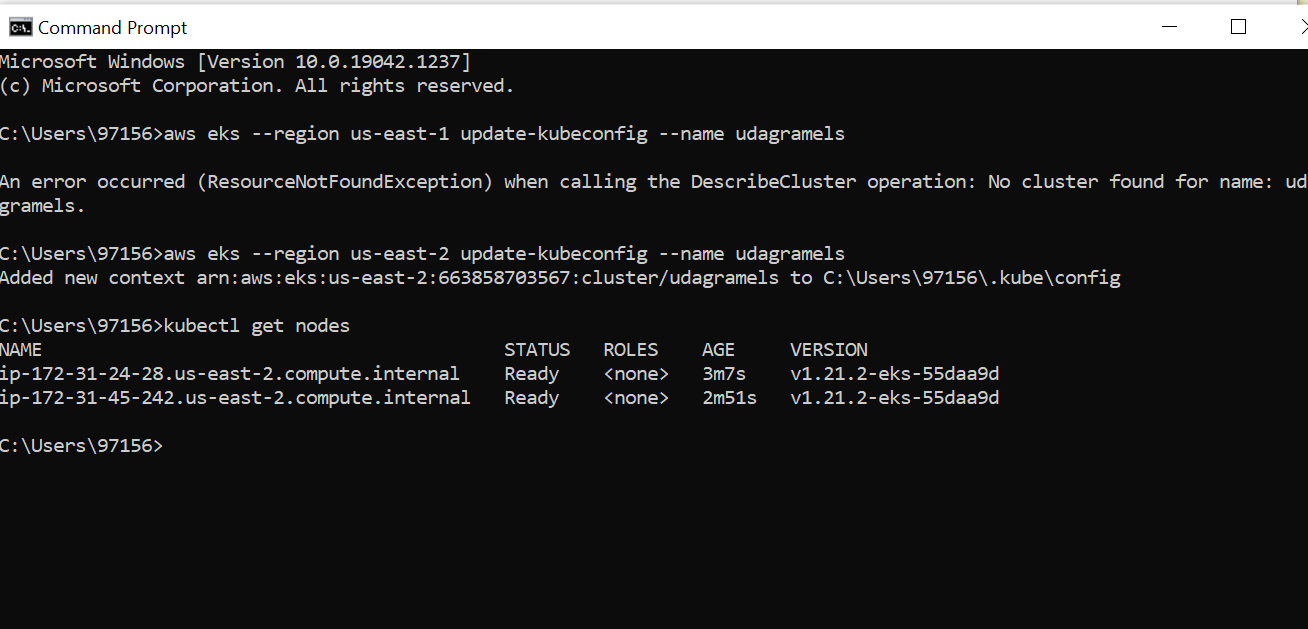 Command Prompt
Microsoft Windows [Version 10.0.19042.1237]
(c) Microsoft Corporation. All rights reserved.
C:\Users\97156>aws eks --region us-east-1 update-kubeconfig --name udagramels
An error occurred (ResourceNotFoundException) when calling the DescribeCluster operation: No cluster found for name: ud
gramels.
C:\Users\97156>aws eks --region us-east-2 update-kubeconfig --name udagramels
Added new context arn:aws:eks:us-east-2:663858703567:cluster/udagramels to C:\Users\97156\.kube\config
C:\Users\97156>kubectl get nodes
NAME STATUS ROLES AGE VERSION
ip-172-31-24-28.us-east-2.compute.internal Ready <none> 3m7s v1.21.2-eks-55daa9d
ip-172-31-45-242.us-east-2.compute.internal Ready <none> 2m51s v1.21.2-eks-55daa9d
C:\Users\97156>